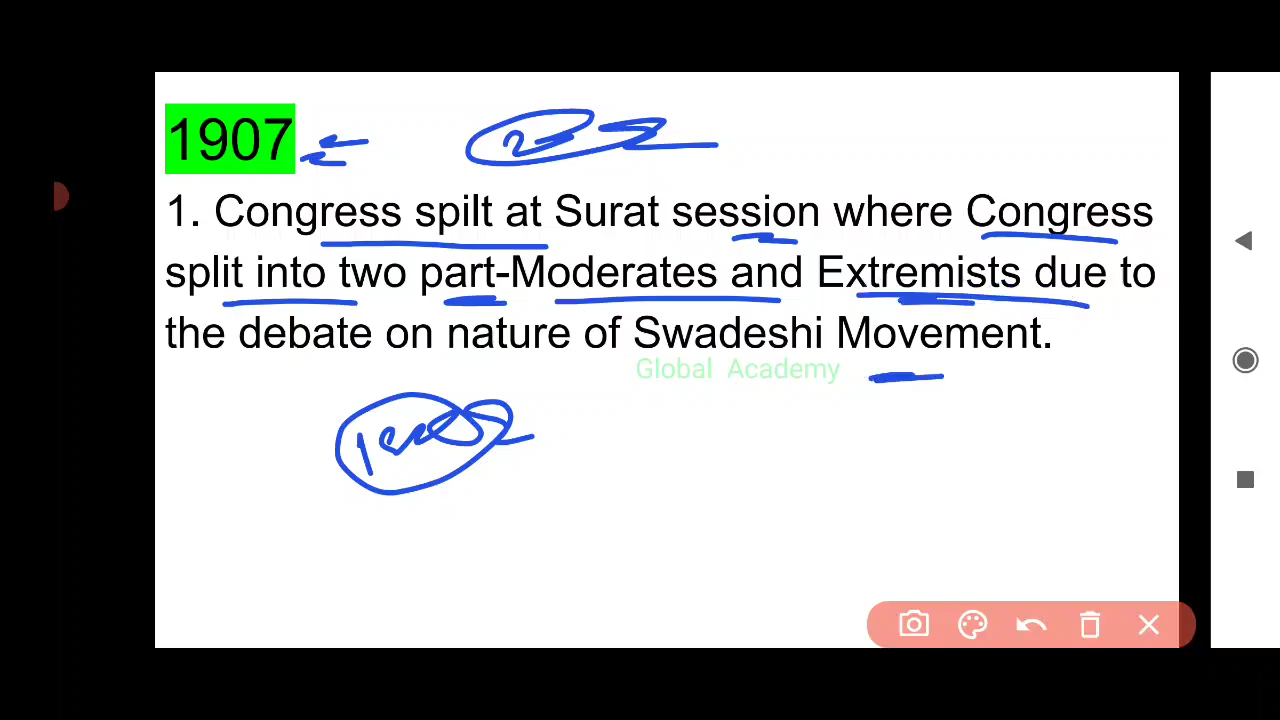 1907
1. Congress spilt at Surat session where Congress
split into two part-Moderates and Extremists due to
the debate on nature of Swadeshi Movement.
Global Academy